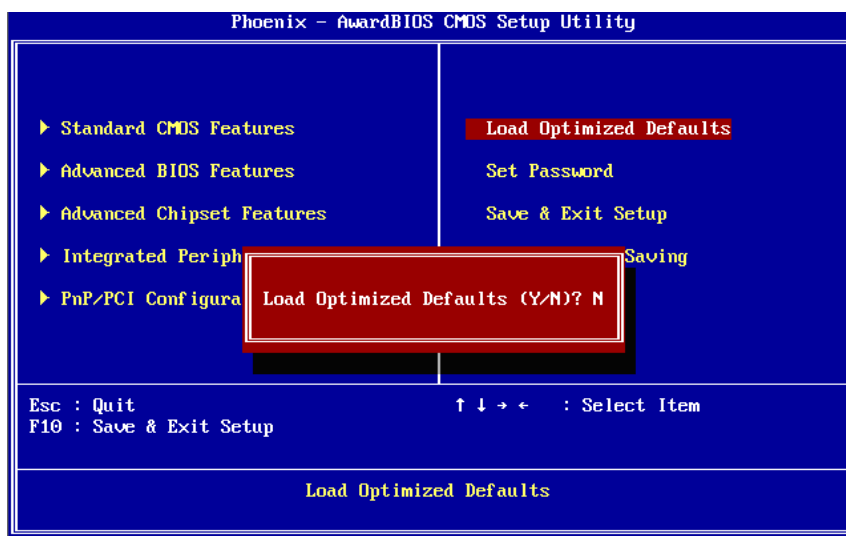 Phoenix - AwardBIOS CMOS Setup Utility
Standard CMOS Features
Advanced BIOS Features
Advanced Chipset Features
Integrated Periph
PnP/PCI Configura
Load Optimized Defaults
Set Password
Save & Exit Setup
Saving
Load Optimized Defaults (Y/N)? N
Esc : Quit
F10 : Save & Exit Setup
↑ ↓ → ← : Select Item
Load Optimized Defaults